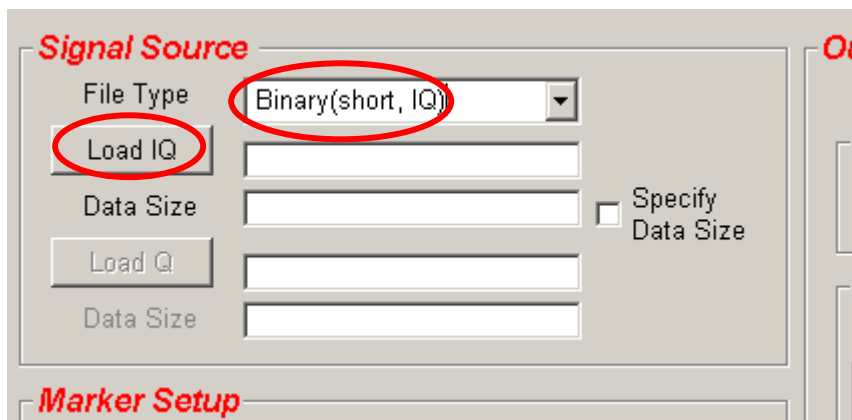 Signal Source
File Type Binary(short, IQ)
Load IQ
Data Size Specify
Data Size
Load Q
Data Size
Marker Setup